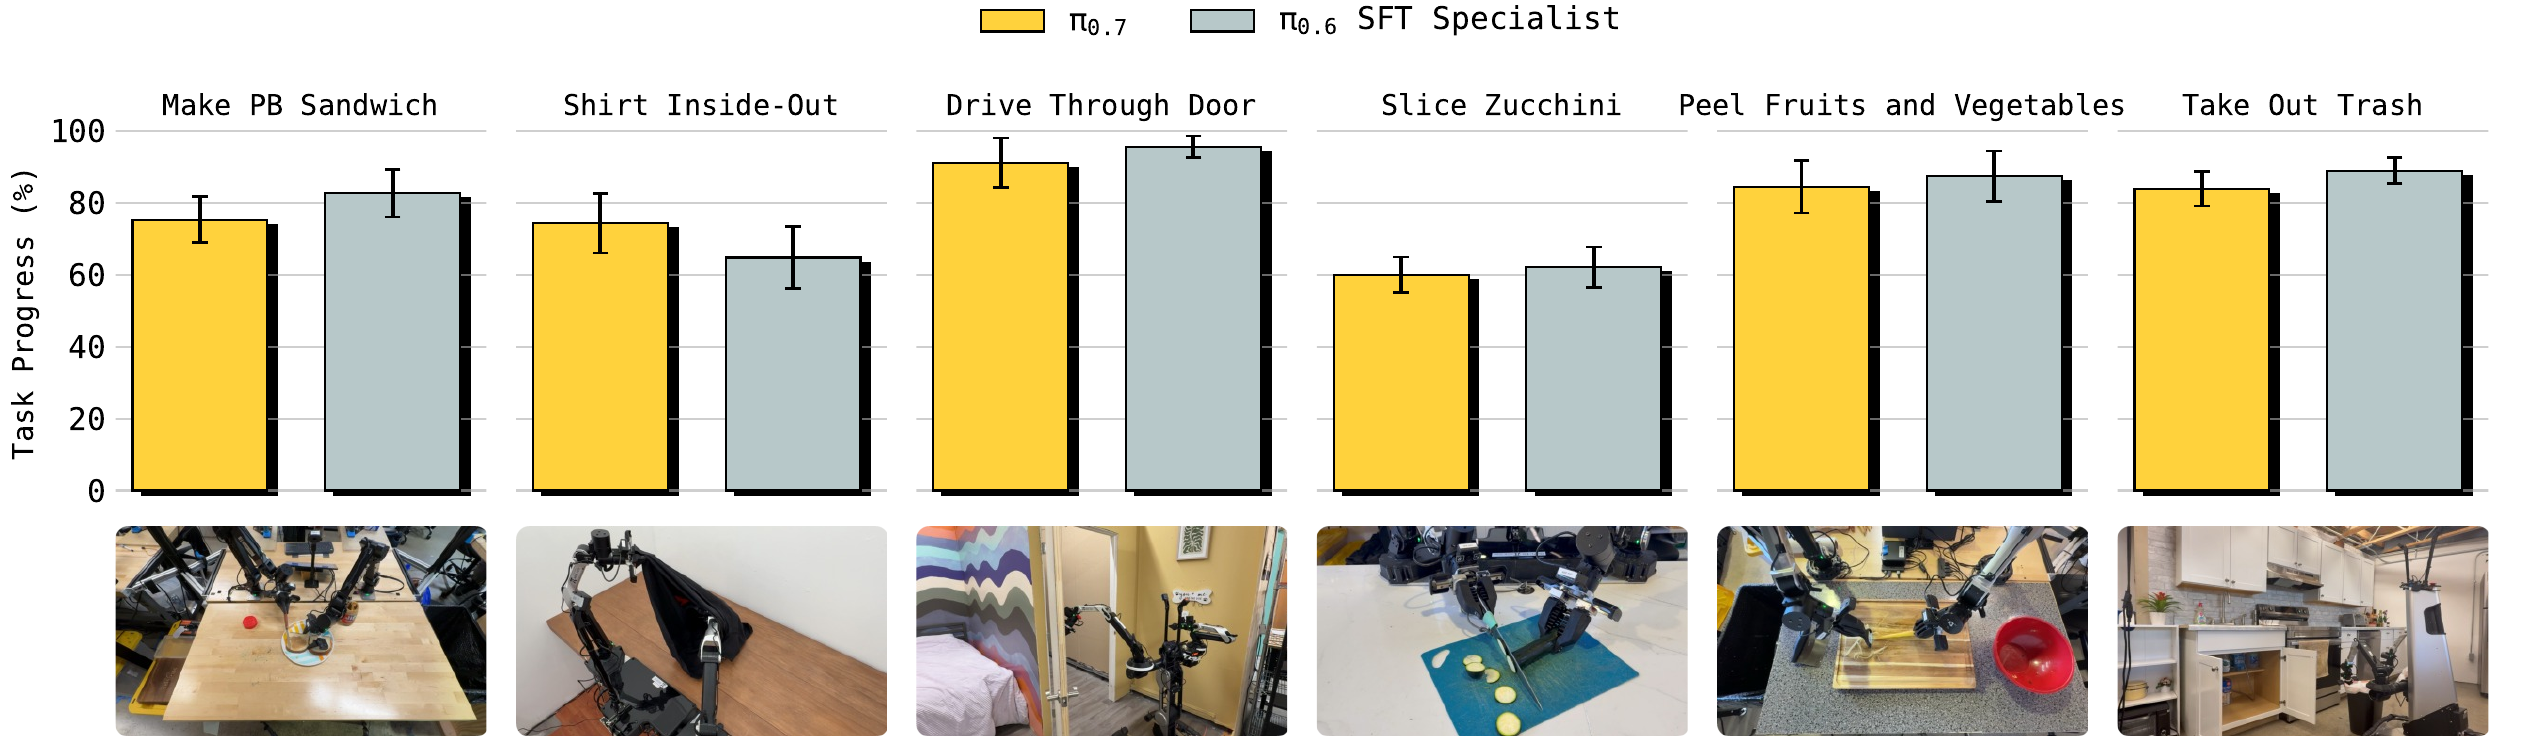 π0.7 π0.6 SFT Specialist
Make PB Sandwich Shirt Inside-Out Drive Through Door Slice Zucchini Peel Fruits and Vegetables Take Out Trash
Task Progress (%)
100
80
60
40
20
0